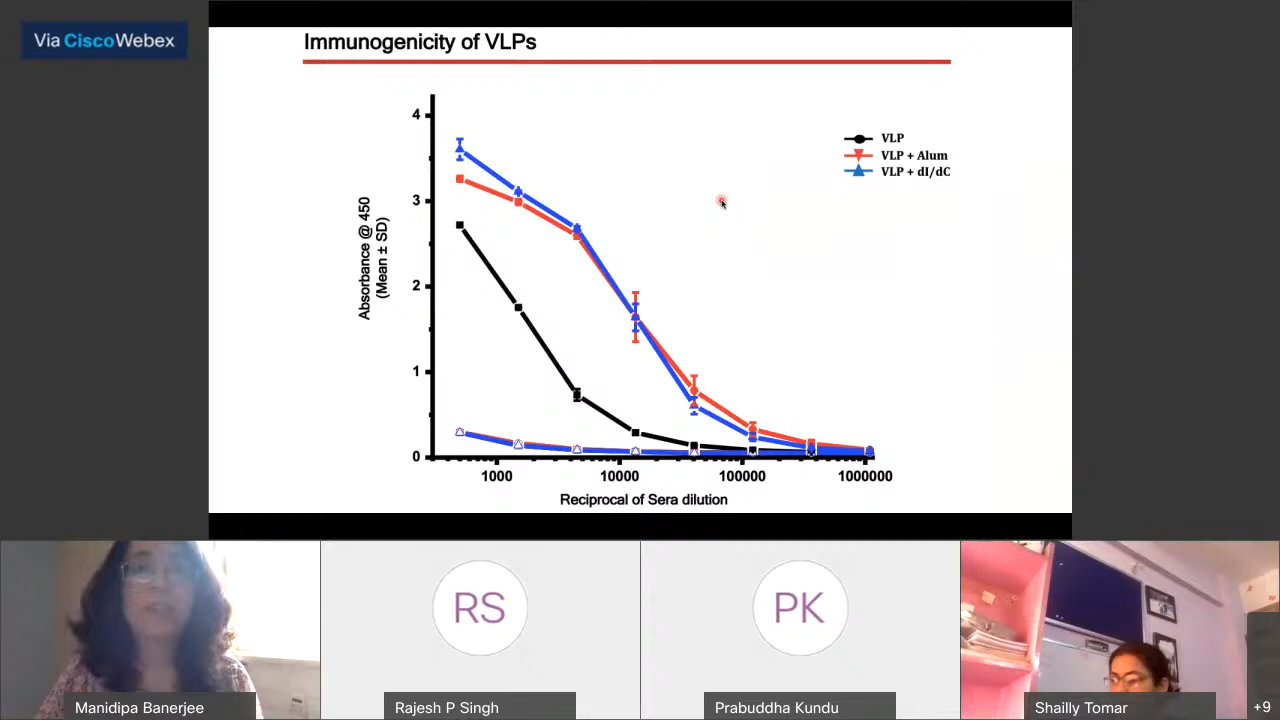 Via Cisco Webex
Immunogenicity of VLPs
4
3
2
1
0
Absorbance @ 450
(Mean ± SD)
VLP
VLP + Alum
VLP + dI/dC
1000
10000
100000
1000000
Reciprocal of Sera dilution
RS
PK
Manidipa Banerjee
Rajesh P Singh
Prabuddha Kundu
Shailly Tomar
+9